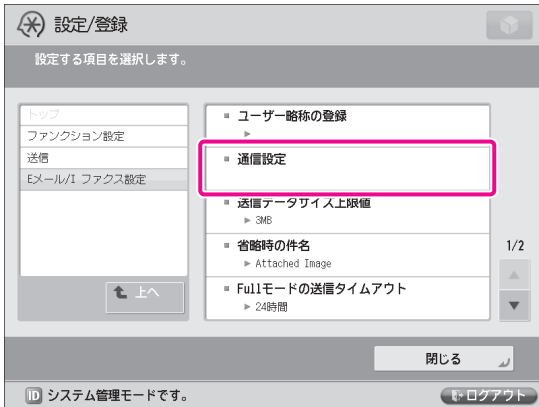 設定/登録
設定する項目を選択します。
トップ
ファンクション設定
送信
Eメール/I ファクス設定
上へ
ユーザー略称の登録
通信設定
送信データサイズ上限値
3MB
省略時の件名
Attached Image
Fullモードの送信タイムアウト
24時間
1/2
閉じる
ID システム管理モードです。
ログアウト